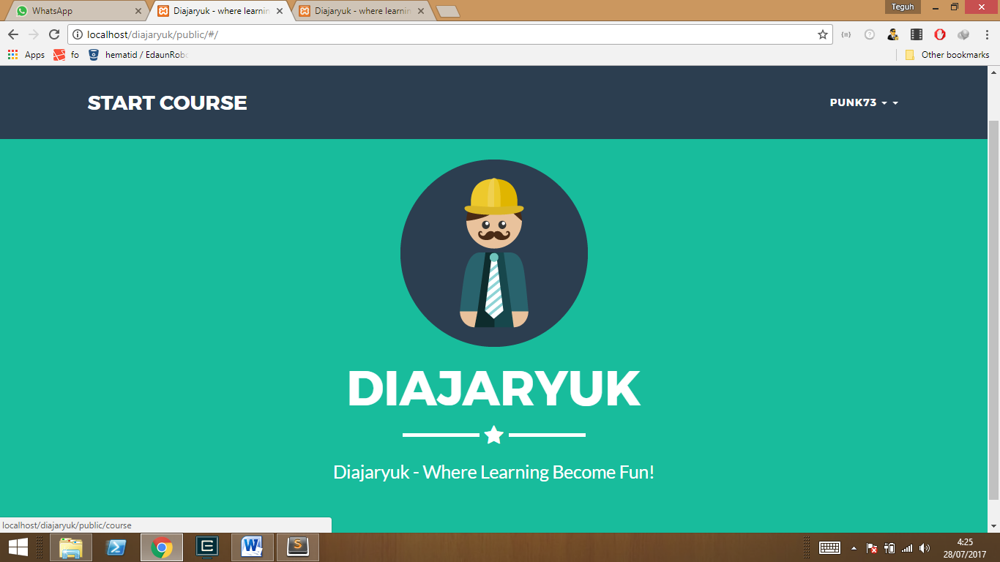 WhatsApp
Diajaryuk - where learnin
Diajaryuk - where learnin
Teguh
localhost/diajaryuk/public/#/
Apps
fo
hematid / EdaunRob
Other bookmarks
START COURSE
PUNK73
DIAJARYUK
Diajaryuk - Where Learning Become Fun!
localhost/diajaryuk/public/course
4:25
28/07/2017